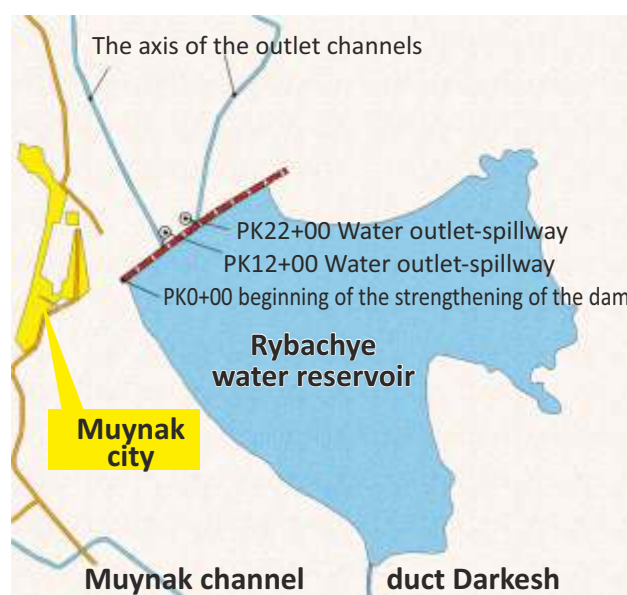 The axis of the outlet channels
PK22+00 Water outlet-spillway
PK12+00 Water outlet-spillway
PK0+00 beginning of the strengthening of the dam
Rybachye
water reservoir
Muynak
city
Muynak channel
duct Darkesh